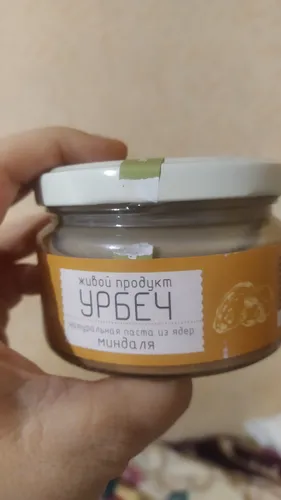 живой продукт
УРБЕЧ
натуральная паста из ядер
миндаля